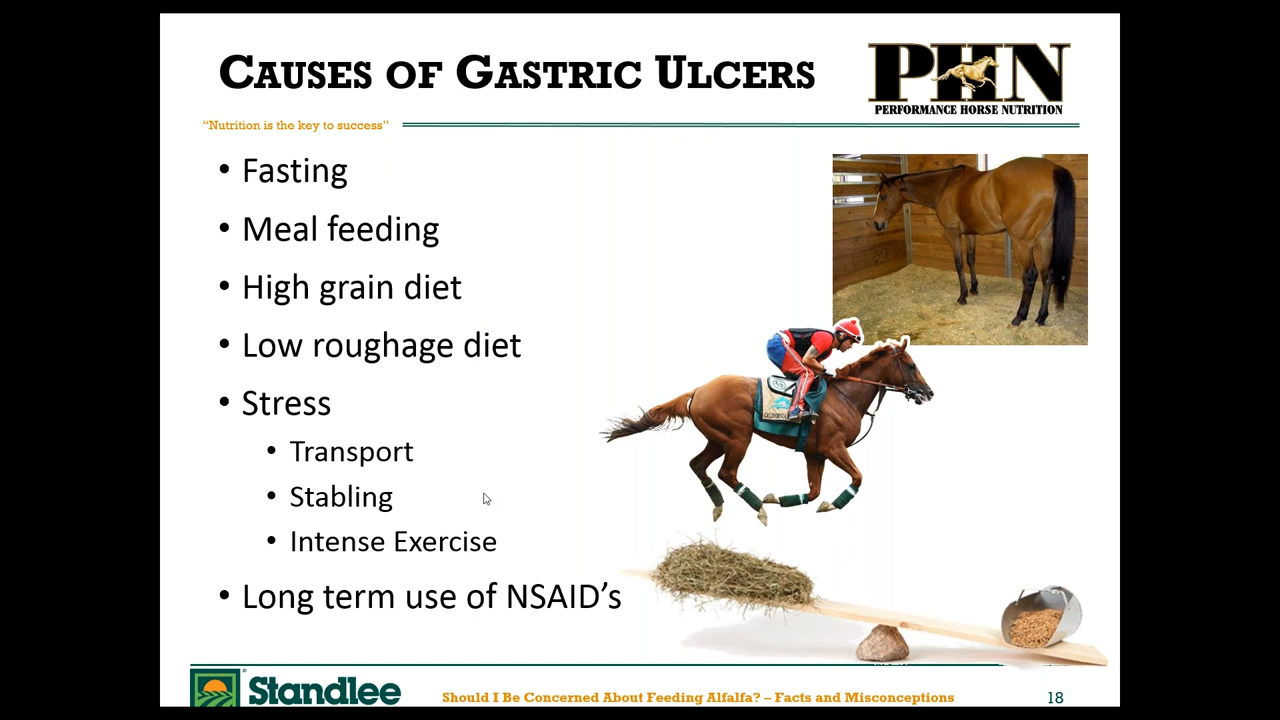 CAUSES OF GASTRIC ULCERS
PHN
PERFORMANCE HORSE NUTRITION
“Nutrition is the key to success”
• Fasting
• Meal feeding
• High grain diet
• Low roughage diet
• Stress
• Transport
• Stabling
• Intense Exercise
• Long term use of NSAID’s
Standlee
Should I Be Concerned About Feeding Alfalfa? – Facts and Misconceptions
18